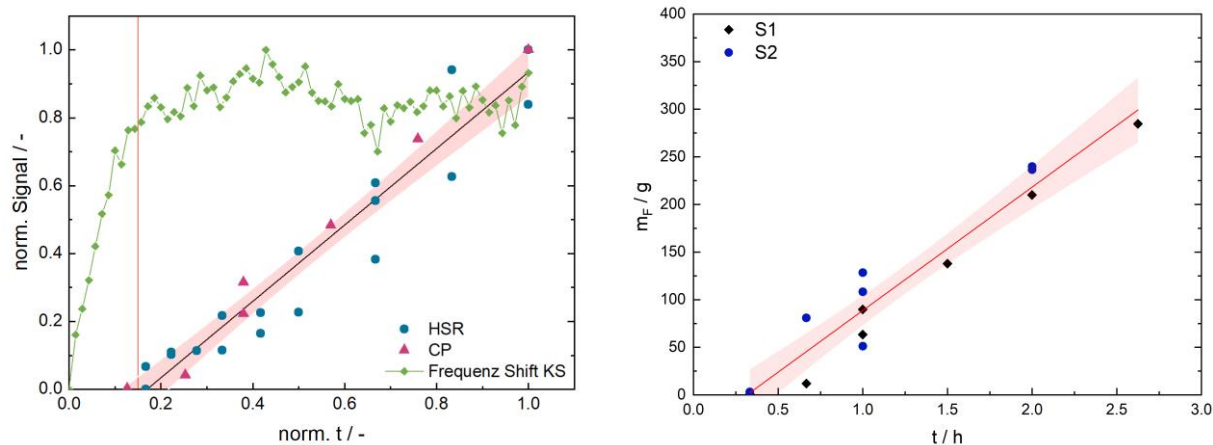 norm. Signal / -
1.0
0.8
0.6
0.4
0.2
0.0
HSR
CP
Frequenz Shift KS
0.0 0.2 0.4 0.6 0.8 1.0
norm. t / -
m_F / g
400
350
300
250
200
150
100
50
0
S1
S2
0.0 0.5 1.0 1.5 2.0 2.5 3.0
t / h